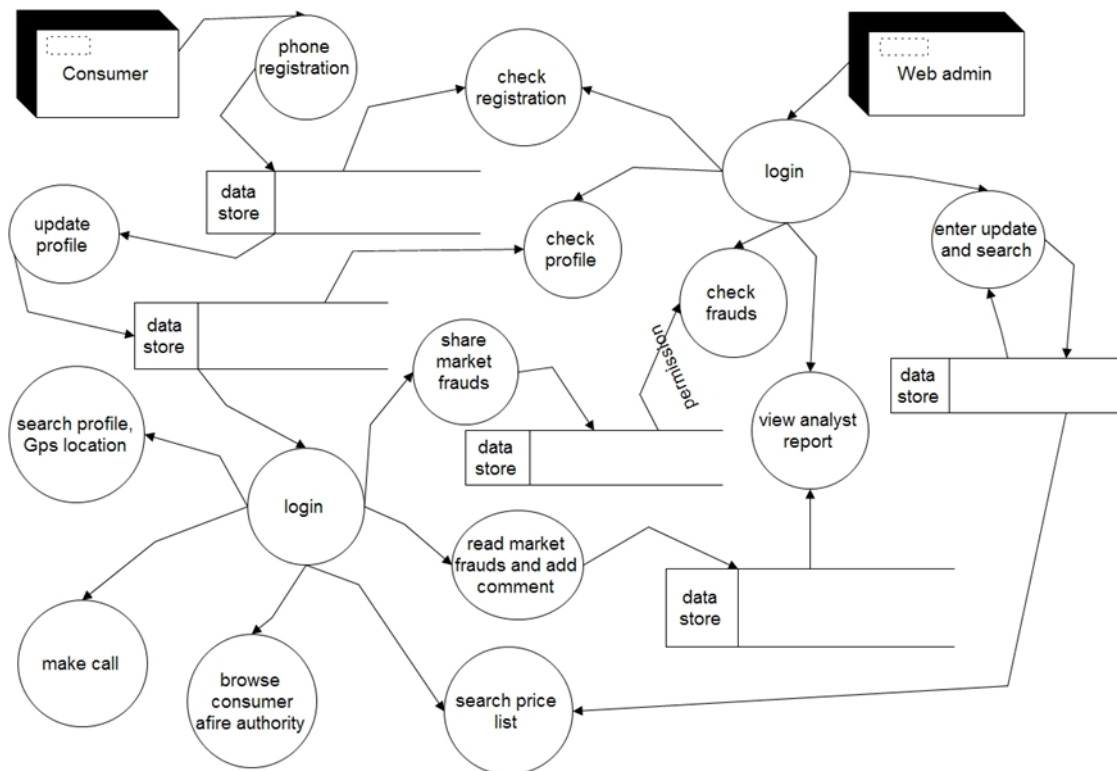 Consumer
phone
registration
check
registration
Web admin
login
data
store
update
profile
check
profile
enter update
and search
check
frauds
data
store
share
market
frauds
permission
data
store
search profile,
Gps location
view analyst
report
data
store
login
read market
frauds and add
comment
data
store
make call
browse
consumer
afire authority
search price
list